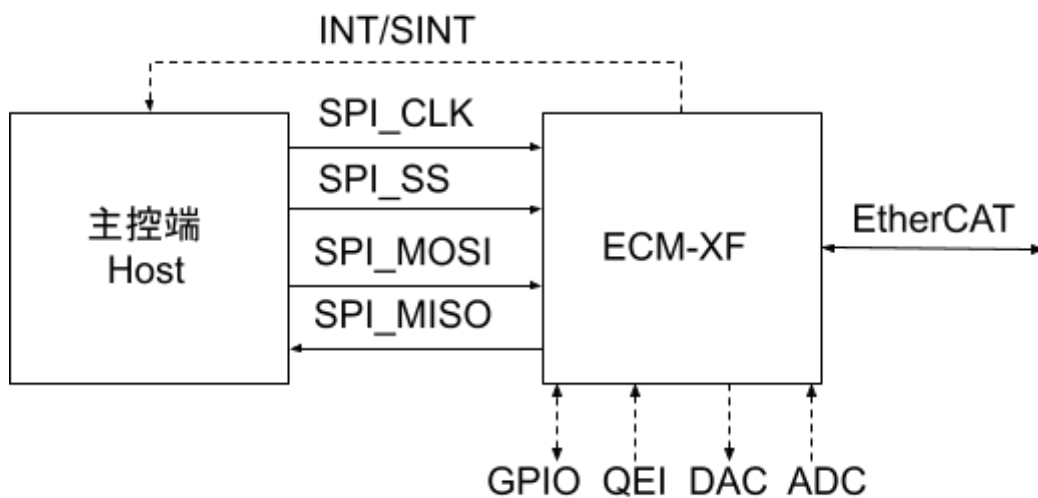 INT/SINT
SPI_CLK
SPI_SS
主控端
Host
SPI_MOSI
SPI_MISO
ECM-XF
EtherCAT
GPIO QEI DAC ADC